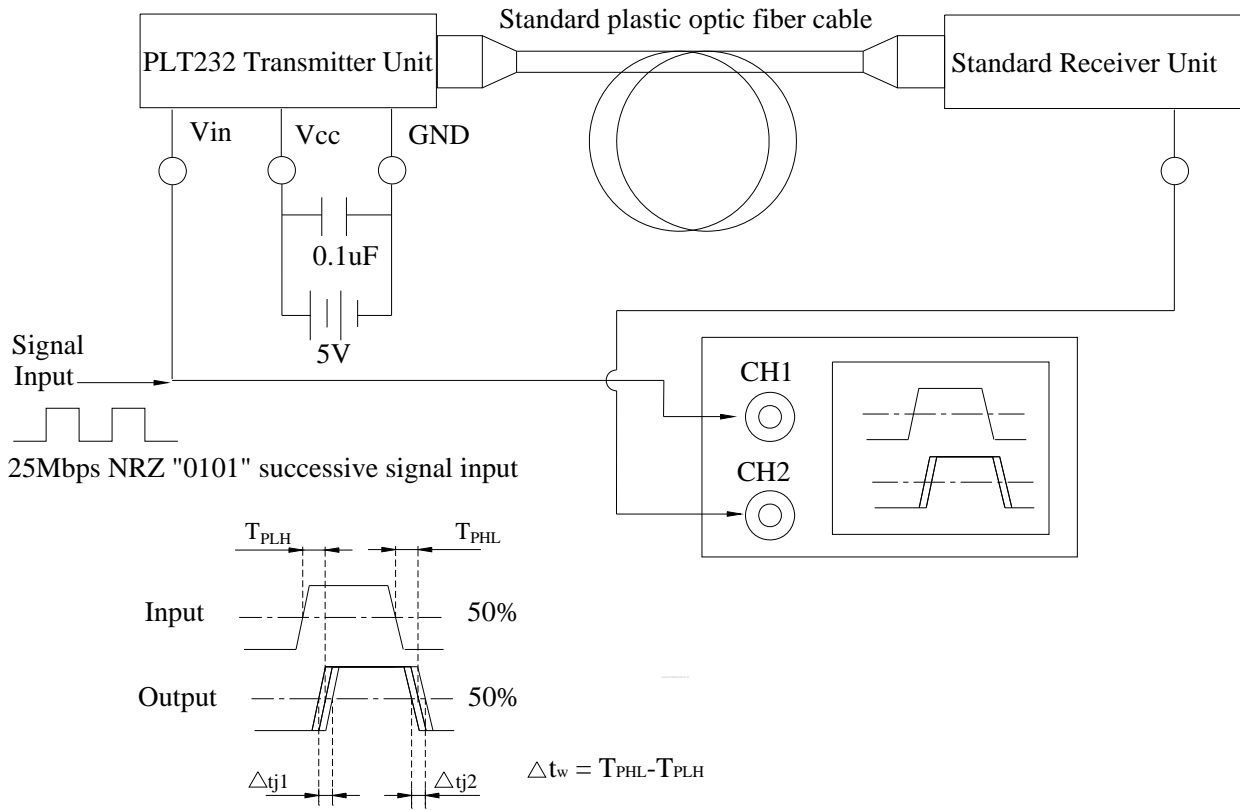 Standard plastic optic fiber cable
PLT232 Transmitter Unit
Standard Receiver Unit
Vin
Vcc
GND
0.1uF
5V
Signal
Input
CH1
CH2
25Mbps NRZ "0101" successive signal input
TPLH
TPHL
Input
50%
Output
50%
△tj1
△tj2
△tw = TPHL-TPLH